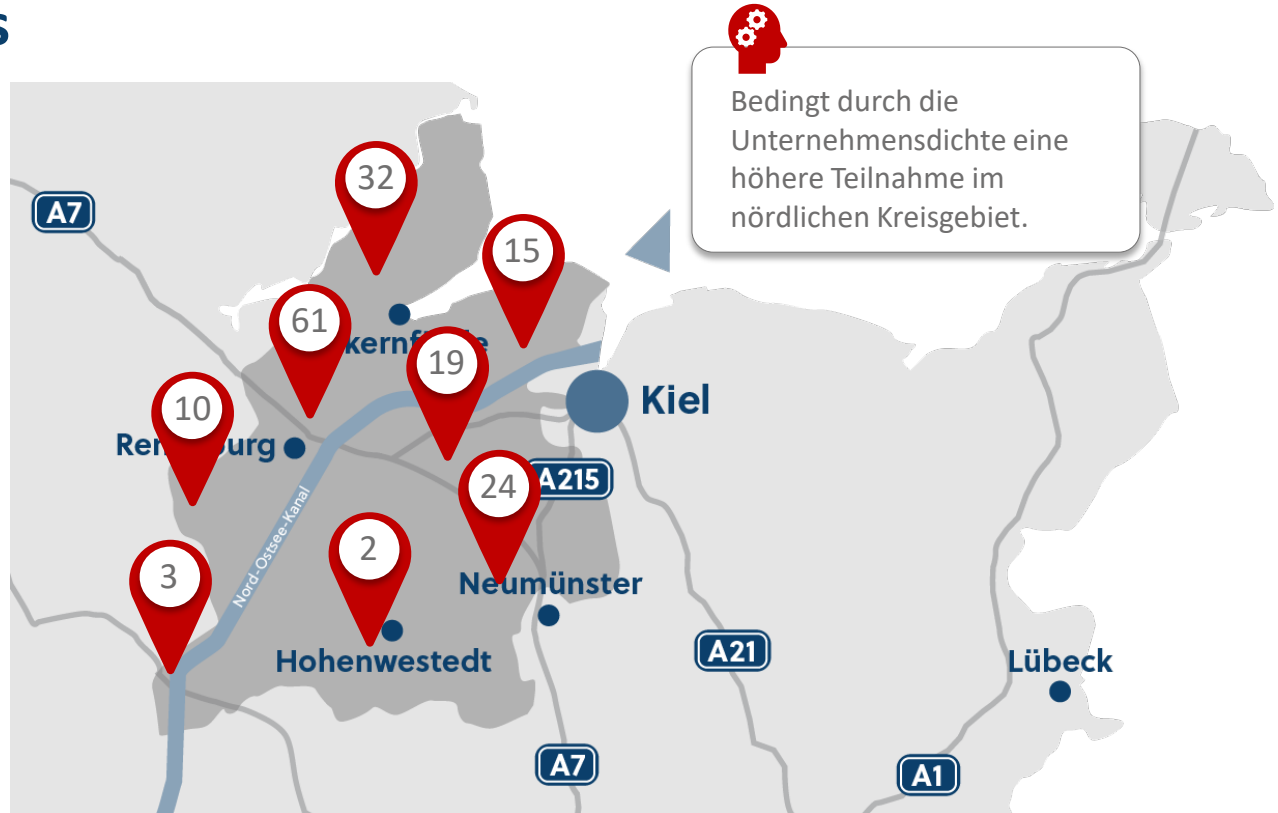 s
Bedingt durch die
Unternehmensdichte eine
höhere Teilnahme im
nördlichen Kreisgebiet.
32
A7
15
61
19
Kiel
10
24
A215
Nord-Ostsee-Kanal
2
3
Neumünster
Hohenwestedt
A21
Lübeck
A7
A1